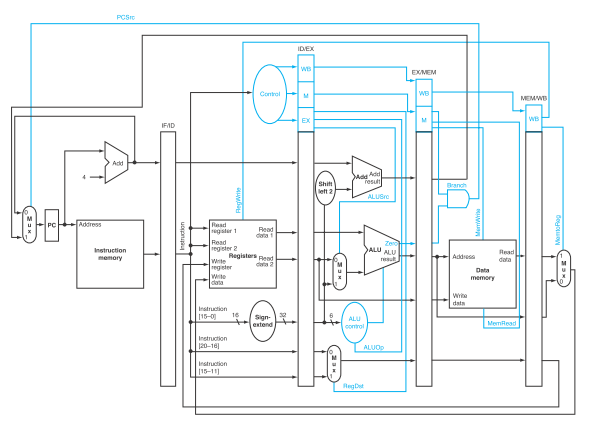 PCSrc
ID/EX
WB
EX/MEM
Control
M
WB
MEM/WB
EX
M
WB
IF/ID
Add
4
Add
Add
result
Shift
left 2
ALUSrc
Branch
RegWrite
MemWrite
MemtoReg
0
M
u
x
1
PC
Address
Instruction
memory
Instruction
Read
register 1
Read
register 2
Registers
Write
register
Write
data
Read
data 1
Read
data 2
0
M
u
x
1
Zero
ALU
ALU
result
Address
Read
data
Data
memory
Write
data
1
M
u
x
0
Instruction
[15–0]
16
Sign-
extend
32
6
ALU
control
MemRead
Instruction
[20–16]
ALUOp
0
M
u
x
1
Instruction
[15–11]
RegDst